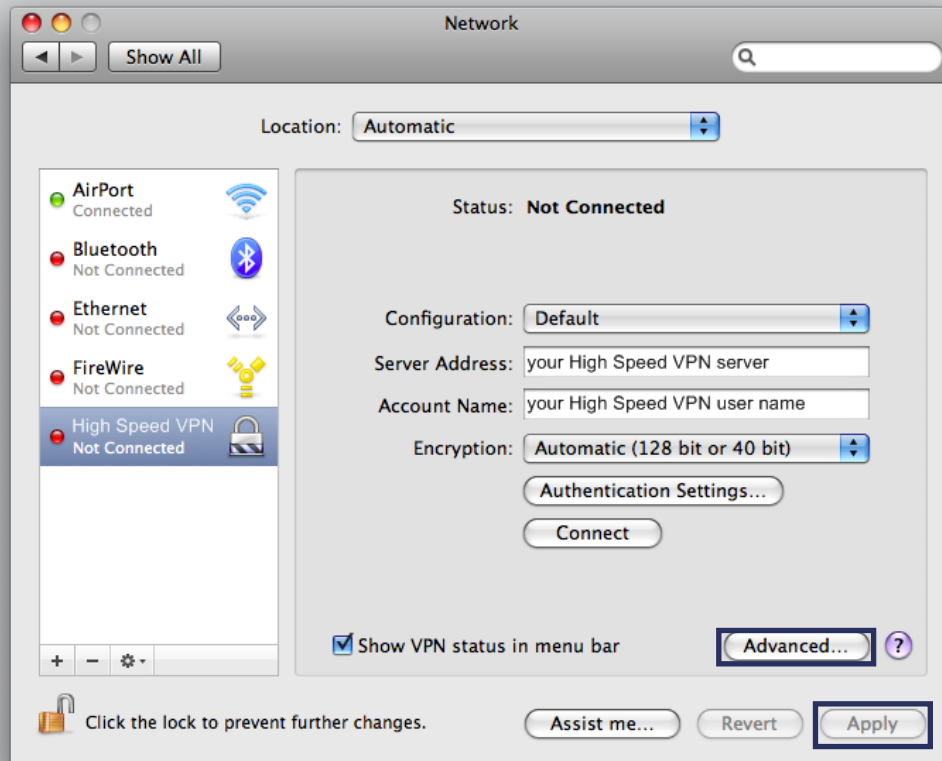 Network
Show All
Location: Automatic
AirPort
Connected
Bluetooth
Not Connected
Ethernet
Not Connected
FireWire
Not Connected
High Speed VPN
Not Connected
Status: Not Connected
Configuration: Default
Server Address: your High Speed VPN server
Account Name: your High Speed VPN user name
Encryption: Automatic (128 bit or 40 bit)
Authentication Settings...
Connect
Show VPN status in menu bar
Advanced...
?
Click the lock to prevent further changes.
Assist me...
Revert
Apply